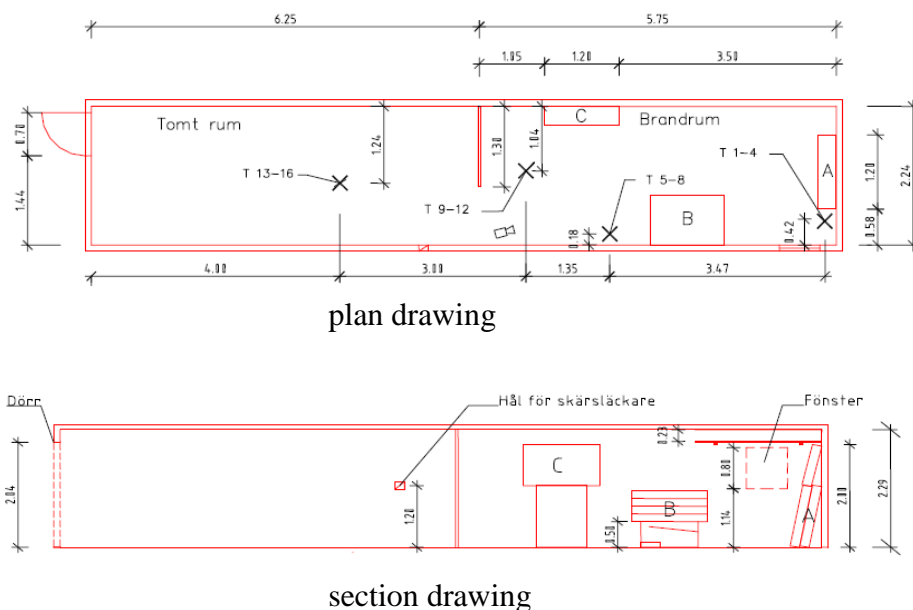 6.25 5.75
1.05 1.20 3.50
Tomt rum C Brandrum
0.70 1.24 1.30 1.04 T 1-4
T 13-16 A 1.20 2.24
T 9-12 T 5-8
1.44 B
0.18 0.42 0.58
4.00 3.00 1.35 3.47
plan drawing
Dörr Hål för skärsläckare Fönster
0.23
C 0.80
2.04 2.00 2.29
B A
1.20 0.50 1.14
section drawing